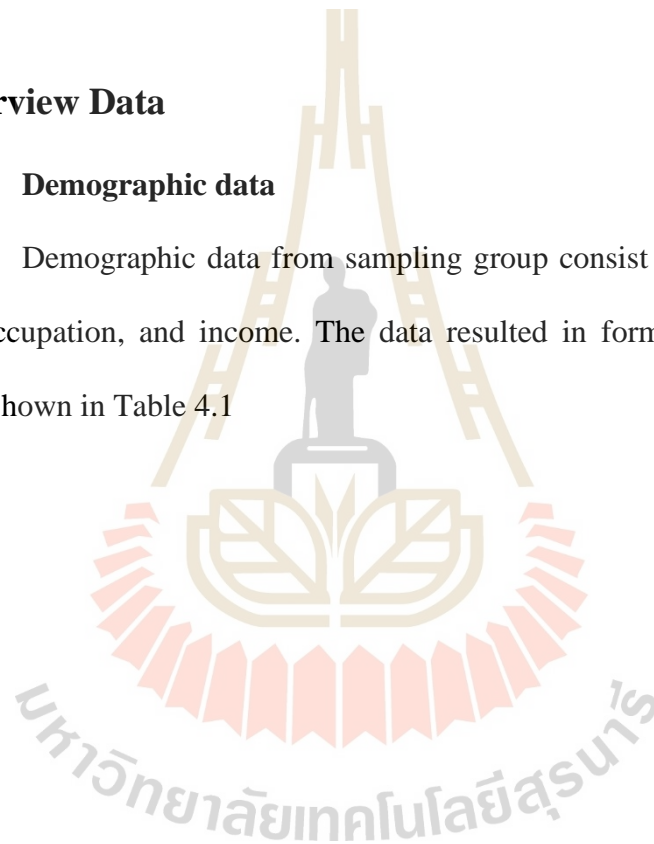 rview Data
Demographic data
Demographic data from sampling group consist
ccupation, and income. The data resulted in form
hown in Table 4.1
มหาวิทยาลัยเทคโนโลยีสุรนารี